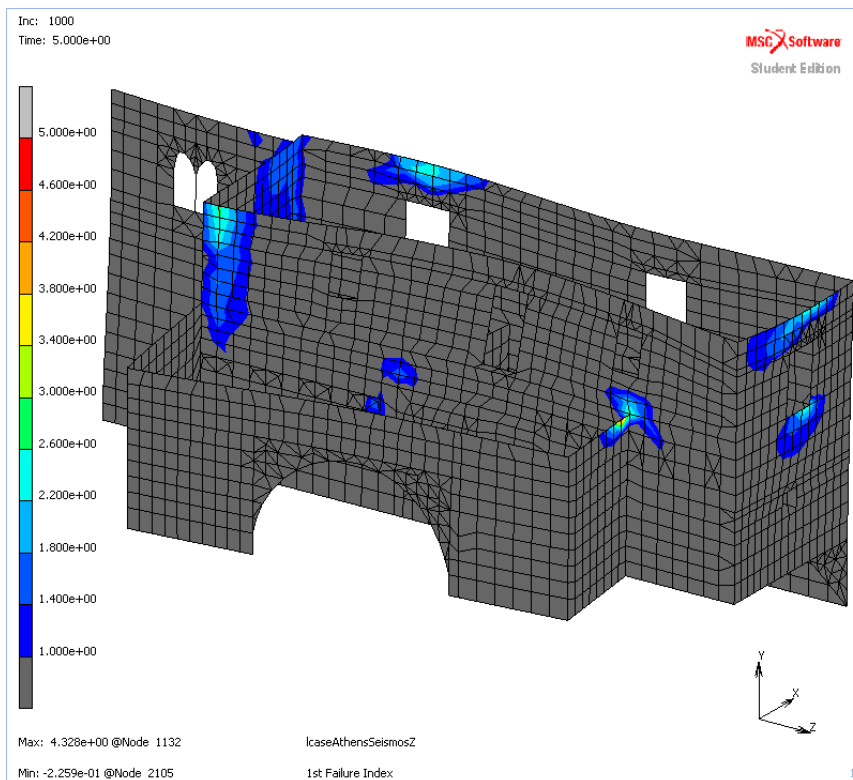 Inc: 1000
Time: 5.000e+00
MSC Software
Student Edition
5.000e+00
4.600e+00
4.200e+00
3.800e+00
3.400e+00
3.000e+00
2.600e+00
2.200e+00
1.800e+00
1.400e+00
1.000e+00
Y
X
Z
Max: 4.328e+00 @Node 1132
lcaseAthensSeismosZ
Min: -2.259e-01 @Node 2105
1st Failure Index
1